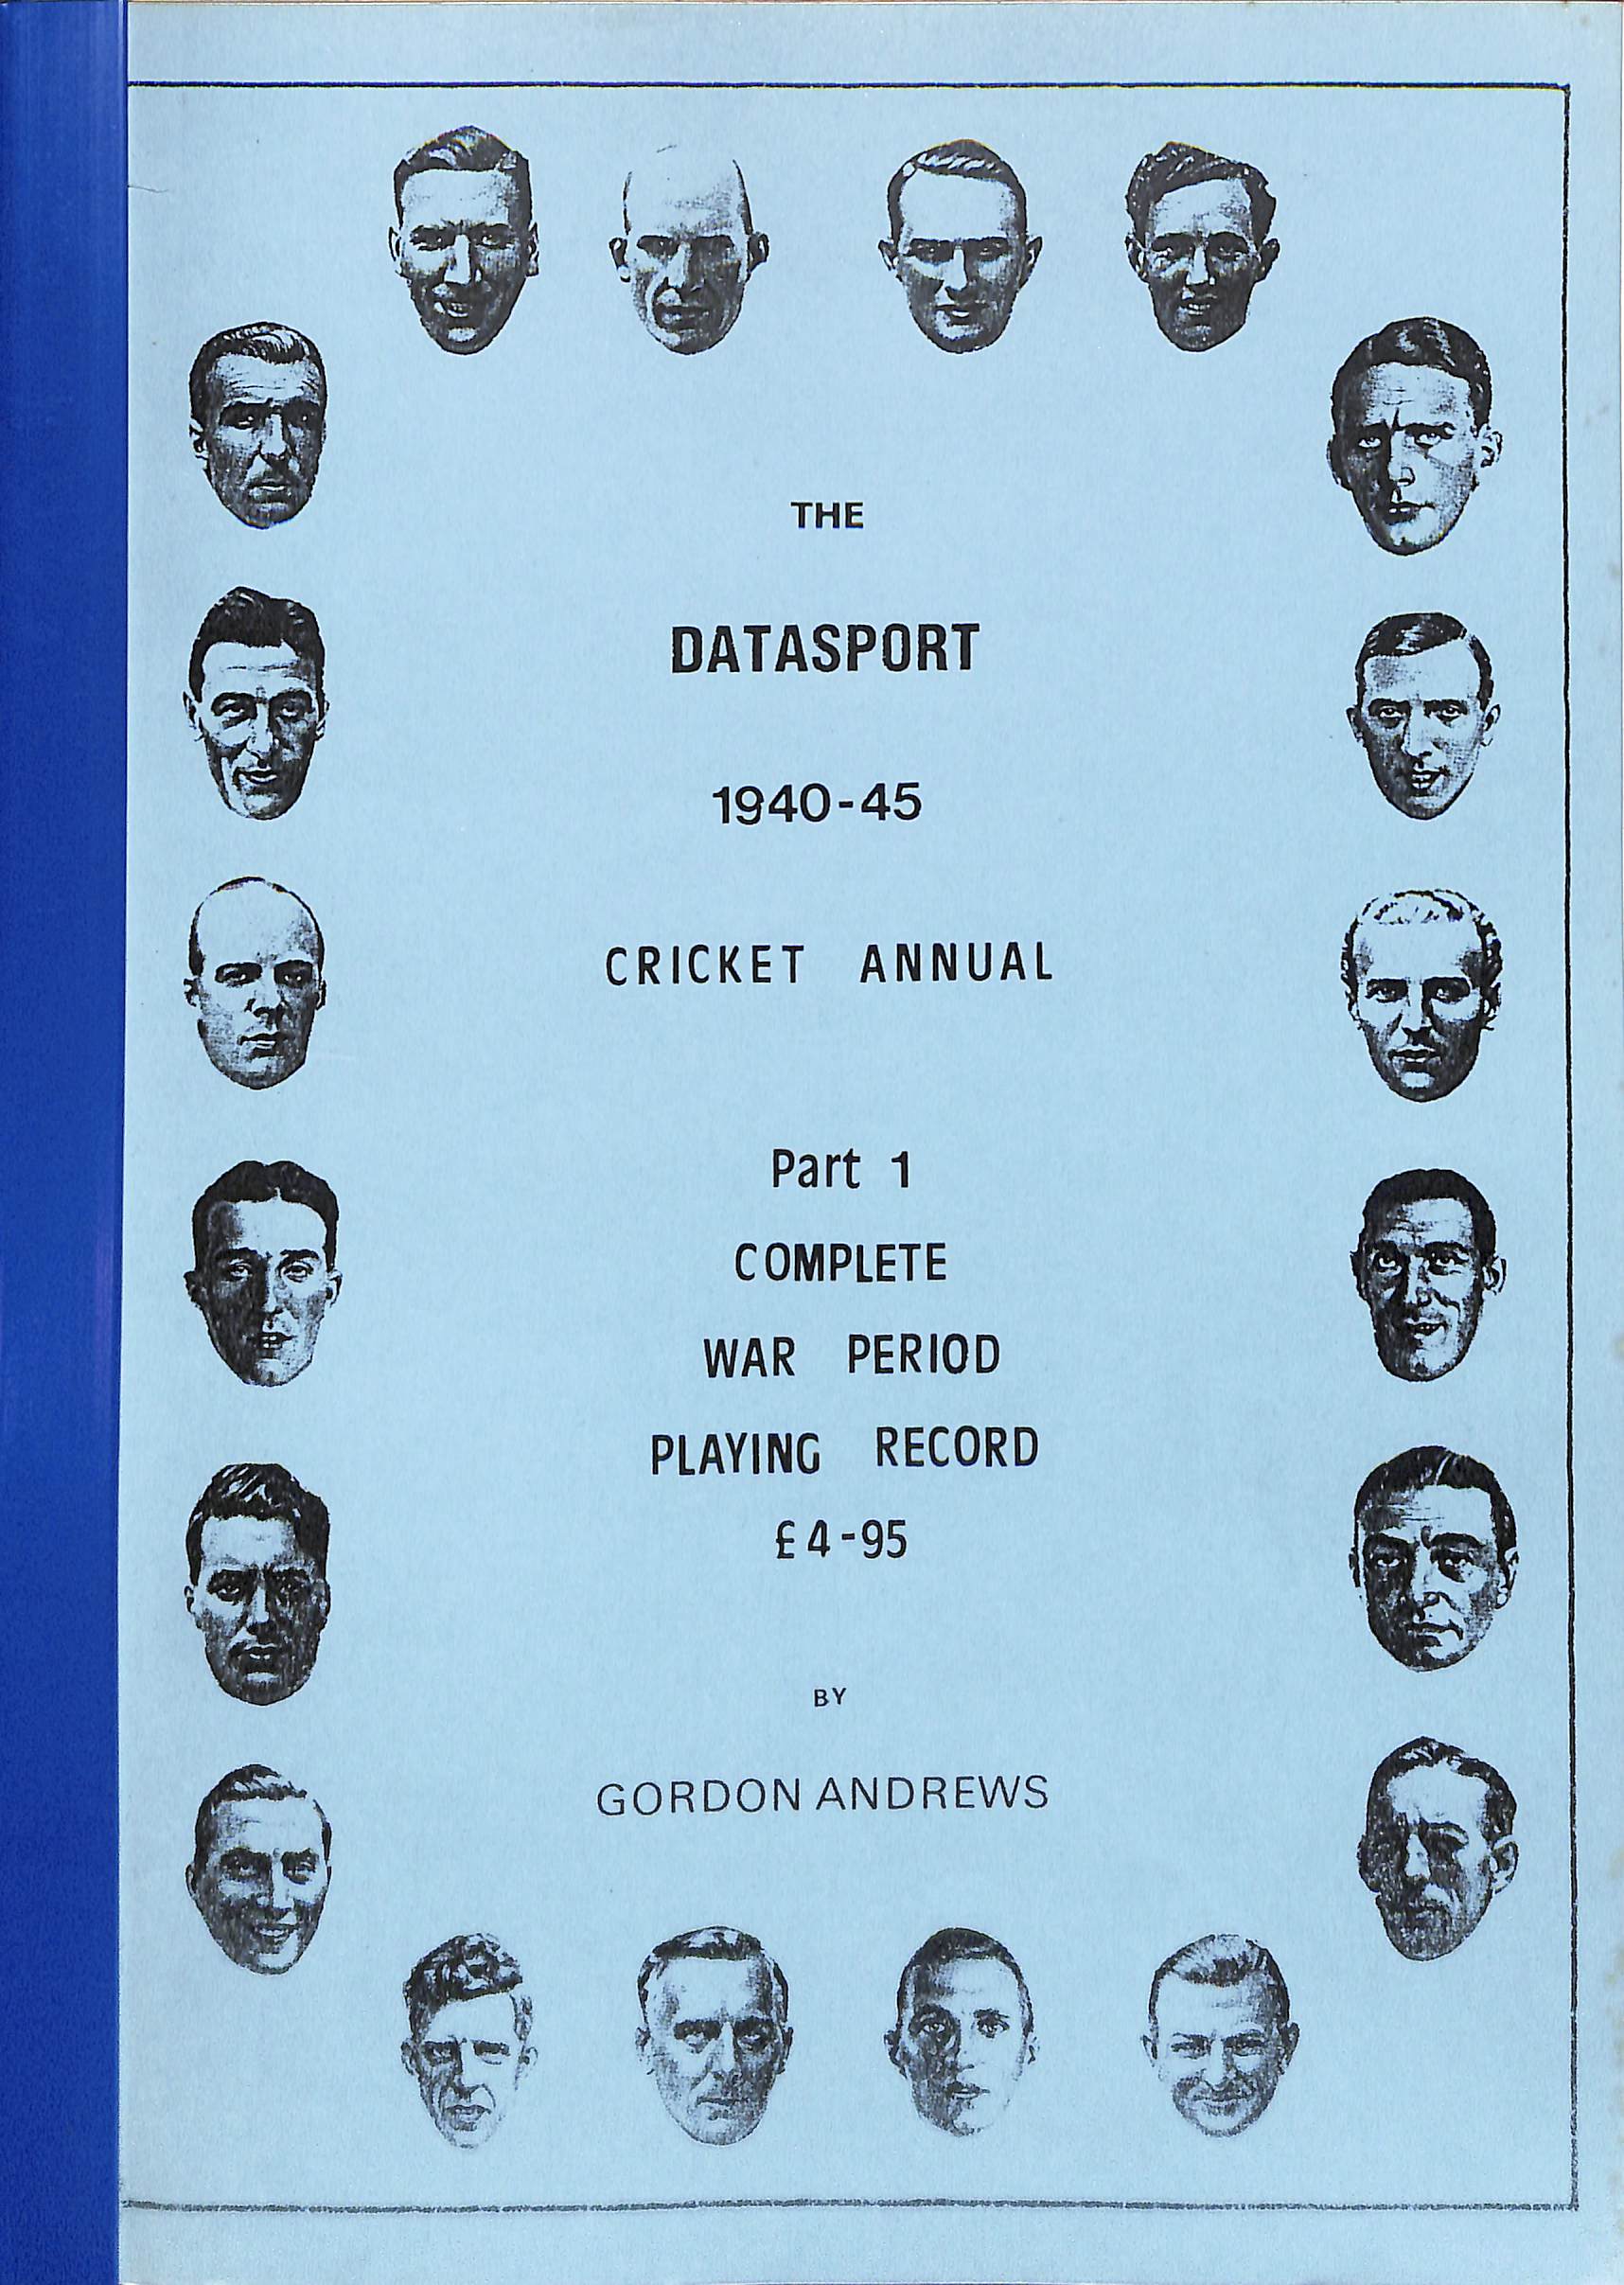 THE
DATASPORT
1940-45
CRICKET ANNUAL
Part 1
COMPLETE
WAR PERIOD
PLAYING RECORD
£4-95
BY
GORDON ANDREWS